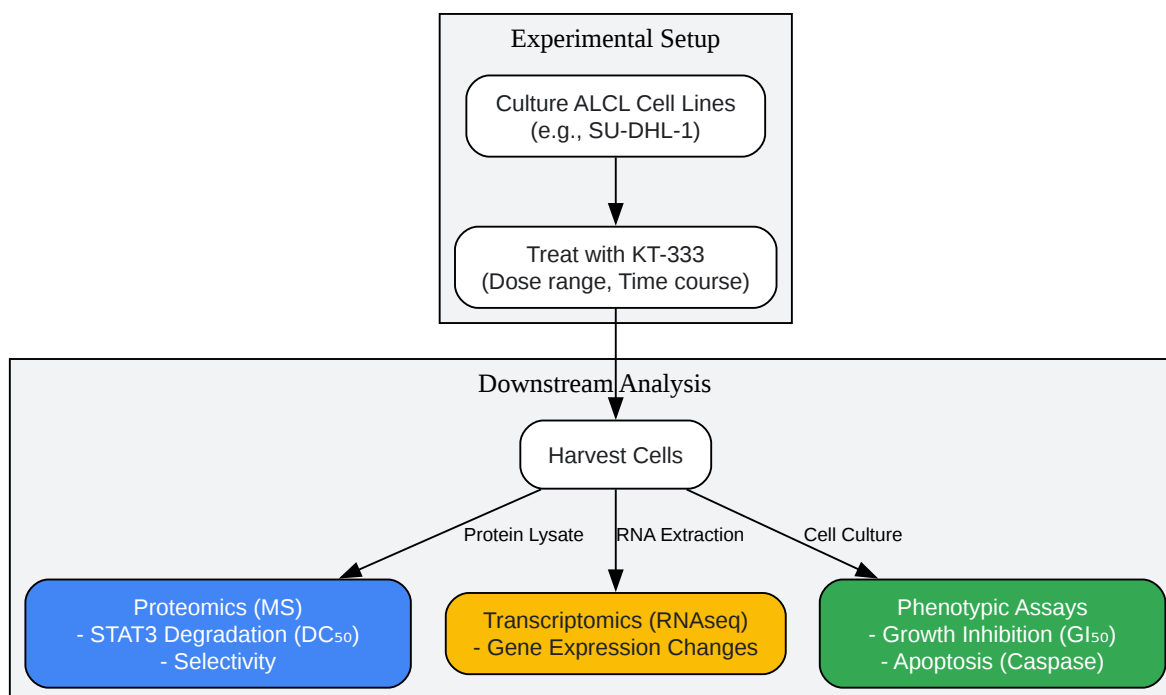 Experimental Setup
Culture ALCL Cell Lines
(e.g., SU-DHL-1)
Treat with KT-333
(Dose range, Time course)
Downstream Analysis
Harvest Cells
Protein Lysate
RNA Extraction
Cell Culture
Proteomics (MS)
- STAT3 Degradation (DC₅₀)
- Selectivity
Transcriptomics (RNAseq)
- Gene Expression Changes
Phenotypic Assays
- Growth Inhibition (GI₅₀)
- Apoptosis (Caspase)